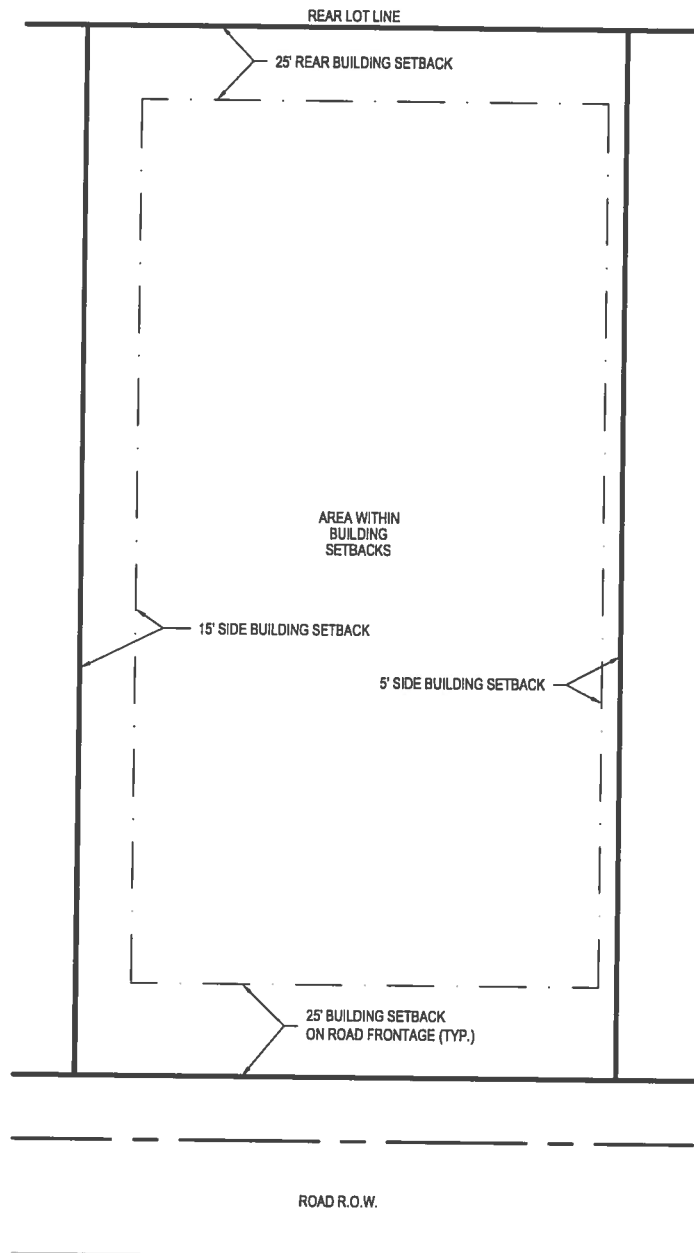 REAR LOT LINE
25' REAR BUILDING SETBACK
AREA WITHIN
BUILDING
SETBACKS
15' SIDE BUILDING SETBACK
5' SIDE BUILDING SETBACK
25' BUILDING SETBACK
ON ROAD FRONTAGE (TYP.)
ROAD R.O.W.